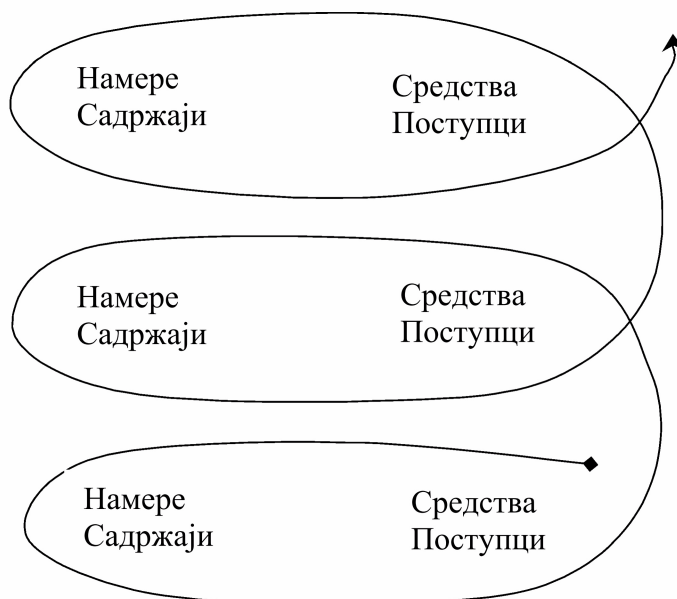 Намере
Садржаји
Средства
Поступци
Намере
Садржаји
Средства
Поступци
Намере
Садржаји
Средства
Поступци